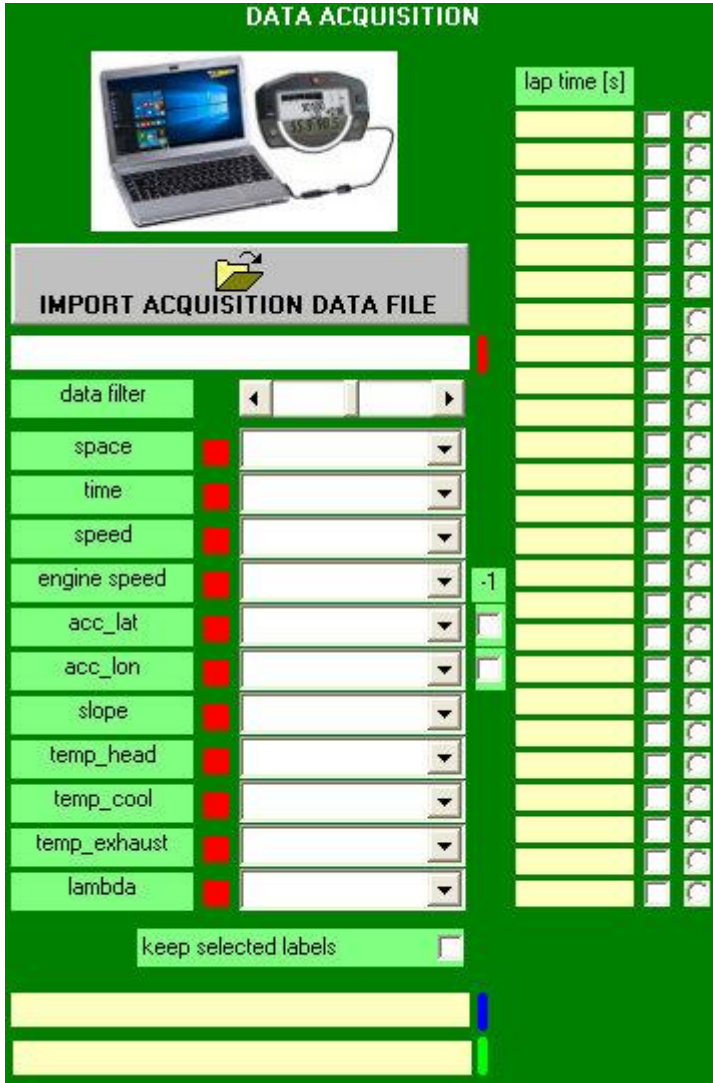 DATA ACQUISITION
lap time [s]
IMPORT ACQUISITION DATA FILE
data filter
space
time
speed
engine speed
-1
acc_lat
acc_lon
slope
temp_head
temp_cool
temp_exhaust
lambda
keep selected labels